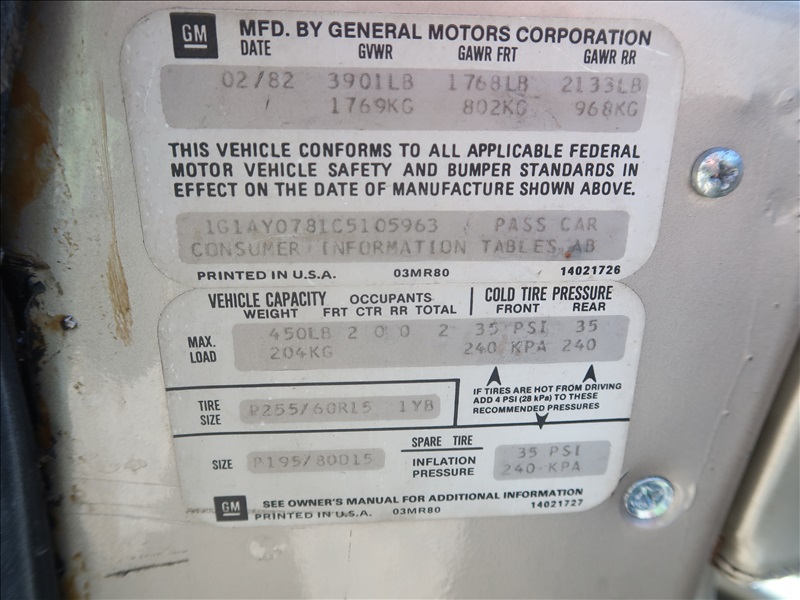 GM MFD. BY GENERAL MOTORS CORPORATION
DATE GVWR GAWR FRT GAWR RR
02/82 3901LB 1768LB 2133LB
1769KG 802KG 968KG
THIS VEHICLE CONFORMS TO ALL APPLICABLE FEDERAL
MOTOR VEHICLE SAFETY AND BUMPER STANDARDS IN
EFFECT ON THE DATE OF MANUFACTURE SHOWN ABOVE.
1G1AY0781C5105963 PASS CAR
CONSUMER INFORMATION TABLES AB
PRINTED IN U.S.A. 03MR80 14021726
VEHICLE CAPACITY OCCUPANTS COLD TIRE PRESSURE
WEIGHT FRT CTR RR TOTAL FRONT REAR
MAX. LOAD 450LB 2 0 0 2 35 PSI 35
204KG 240 KPA 240
IF TIRES ARE HOT FROM DRIVING
ADD 4 PSI (28 kPa) TO THESE
RECOMMENDED PRESSURES
TIRE SIZE P255/60R15 1YB
SPARE TIRE
SIZE P195/80D15 INFLATION PRESSURE 35 PSI
240 KPA
GM SEE OWNER'S MANUAL FOR ADDITIONAL INFORMATION
PRINTED IN U.S.A. 03MR80 14021727